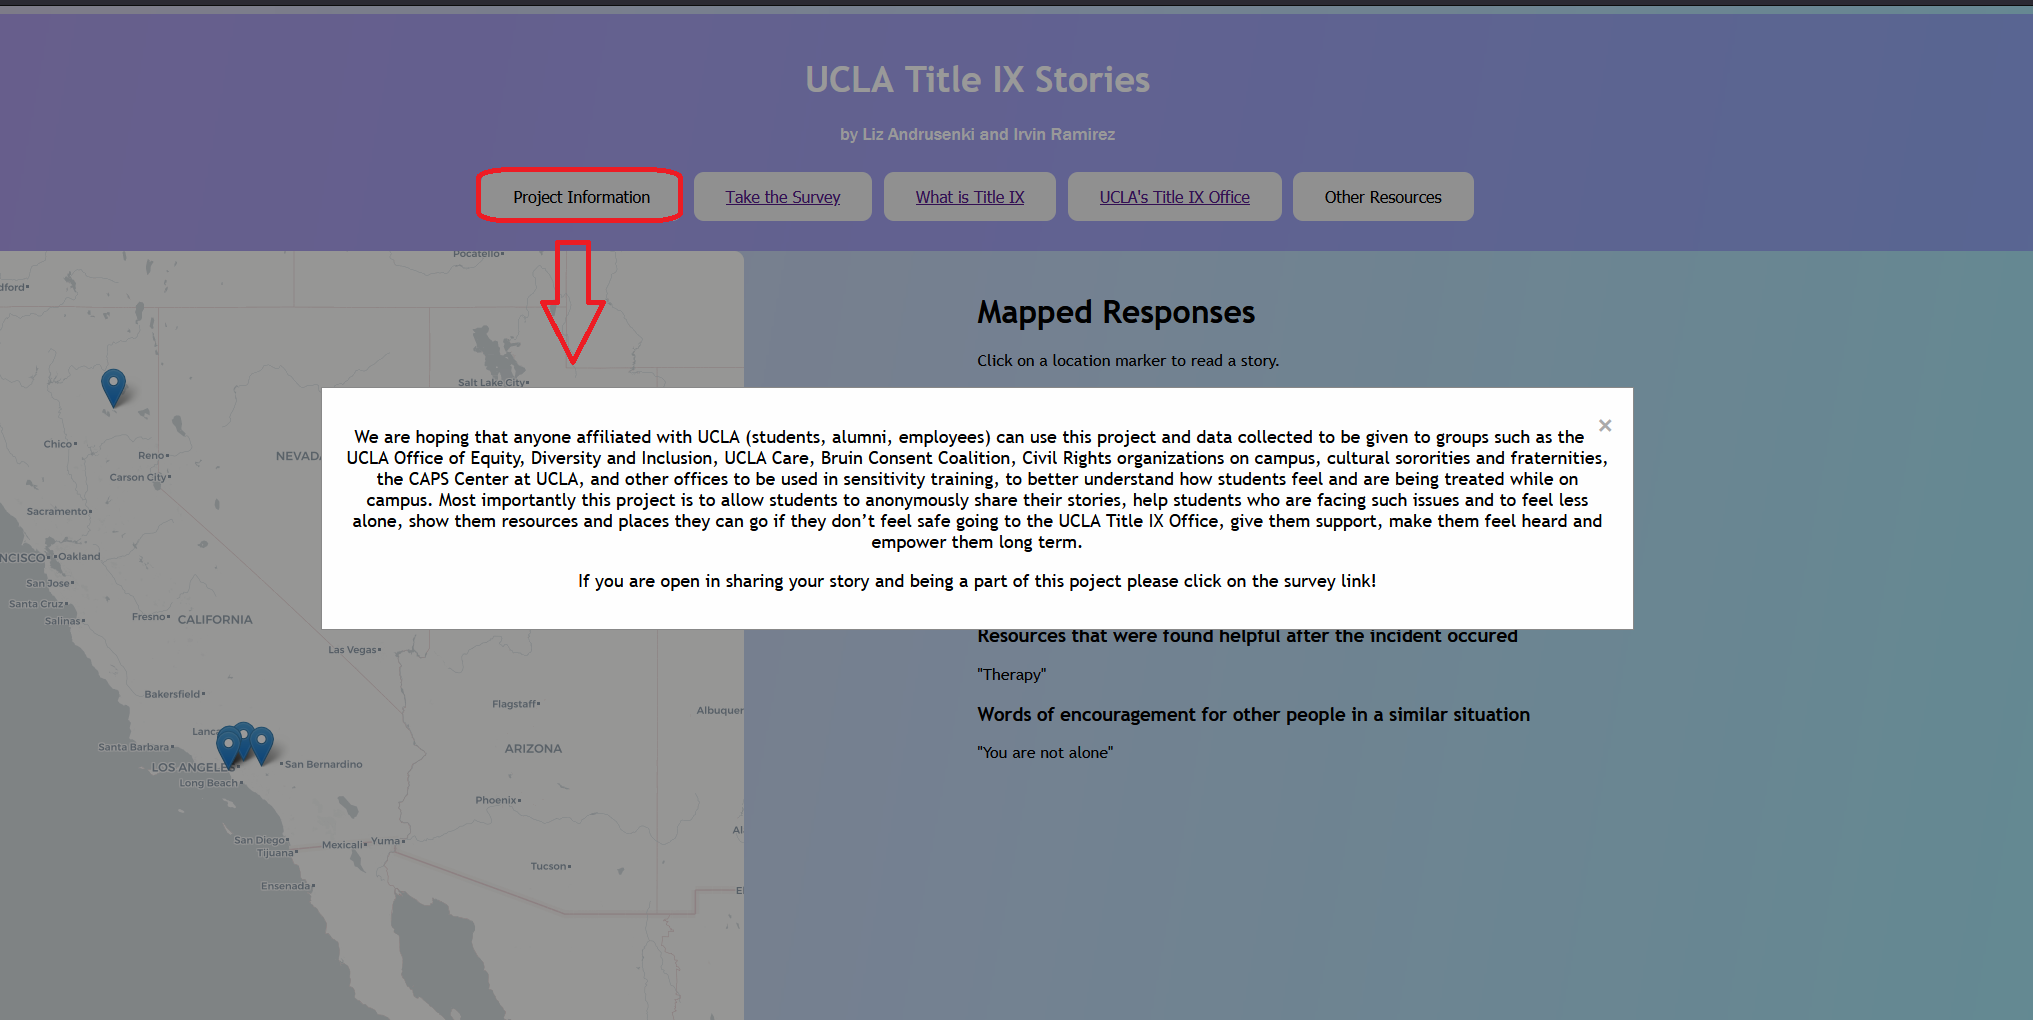 UCLA Title IX Stories
by Liz Andrusenki and Irvin Ramirez
Project Information
Take the Survey
What is Title IX
UCLA's Title IX Office
Other Resources
Pocatello
dford
Salt Lake City
Chico
Reno
NEVAD
Carson City
Sacramento
NCISCO
Oakland
San Jose
Santa Cruz
Salinas
Fresno
CALIFORNIA
Las Vegas
Bakersfield
Flagstaff
Albuquer
Lanca
Santa Barbara
ARIZONA
LOS ANGELES
San Bernardino
Long Beach
Phoenix
San Diego
Mexicali
Yuma
Tijuana
Tucson
Ensenada
Mapped Responses
Click on a location marker to read a story.
×
We are hoping that anyone affiliated with UCLA (students, alumni, employees) can use this project and data collected to be given to groups such as the
UCLA Office of Equity, Diversity and Inclusion, UCLA Care, Bruin Consent Coalition, Civil Rights organizations on campus, cultural sororities and fraternities,
the CAPS Center at UCLA, and other offices to be used in sensitivity training, to better understand how students feel and are being treated while on
campus. Most importantly this project is to allow students to anonymously share their stories, help students who are facing such issues and to feel less
alone, show them resources and places they can go if they don’t feel safe going to the UCLA Title IX Office, give them support, make them feel heard and
empower them long term.
If you are open in sharing your story and being a part of this poject please click on the survey link!
Resources that were found helpful after the incident occured
"Therapy"
Words of encouragement for other people in a similar situation
"You are not alone"